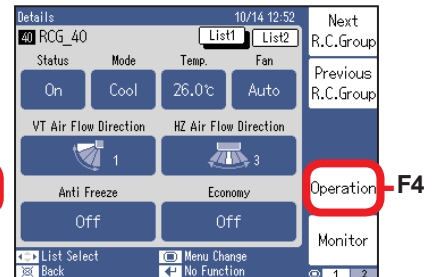 Details 10/14 12:52
40 RCG_40 List1 List2
Status Mode Temp. Fan
On Cool 26.0℃ Auto
VT Air Flow Direction HZ Air Flow Direction
1 3
Anti Freeze Economy
Off Off
List Select Menu Change
Back No Function
Next
R.C.Group
Previous
R.C.Group
Operation
F4
Monitor
1 2